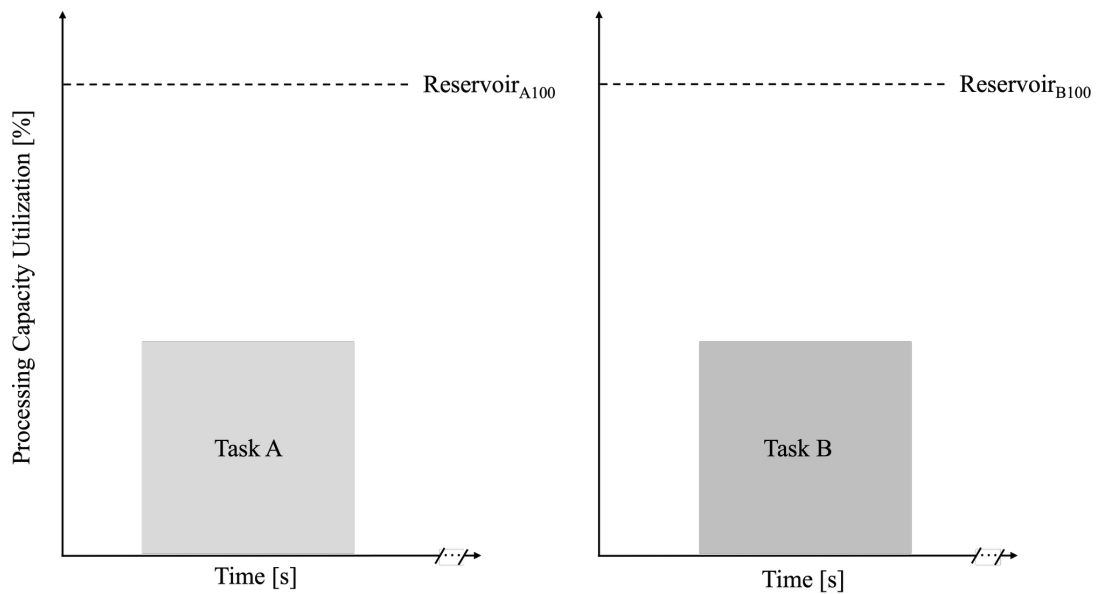 Processing Capacity Utilization [%]
Reservoir_A100
Task A
Time [s]
...
Reservoir_B100
Task B
Time [s]
...